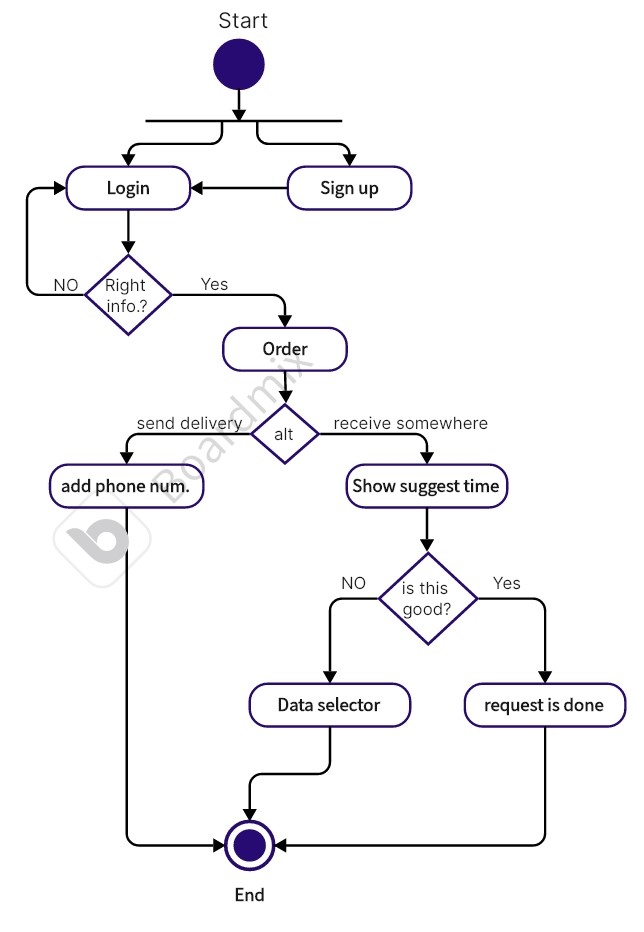 Start
Login
Sign up
NO
Right
info.?
Yes
Order
send delivery
alt
receive somewhere
add phone num.
Show suggest time
Boardmix
NO
is this
good?
Yes
Data selector
request is done
End